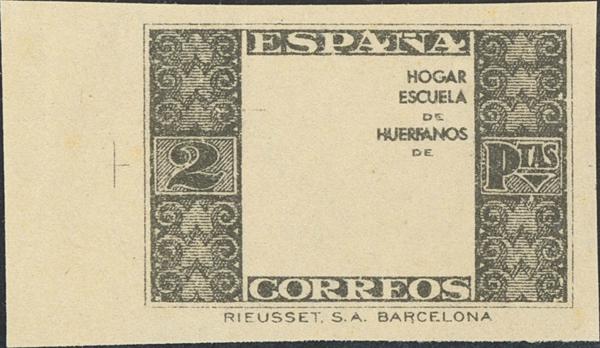 ESPAÑA
HOGAR
ESCUELA
DE
HUERFANOS
DE
2
PTAS
CORREOS
RIEUSSET, S.A. BARCELONA